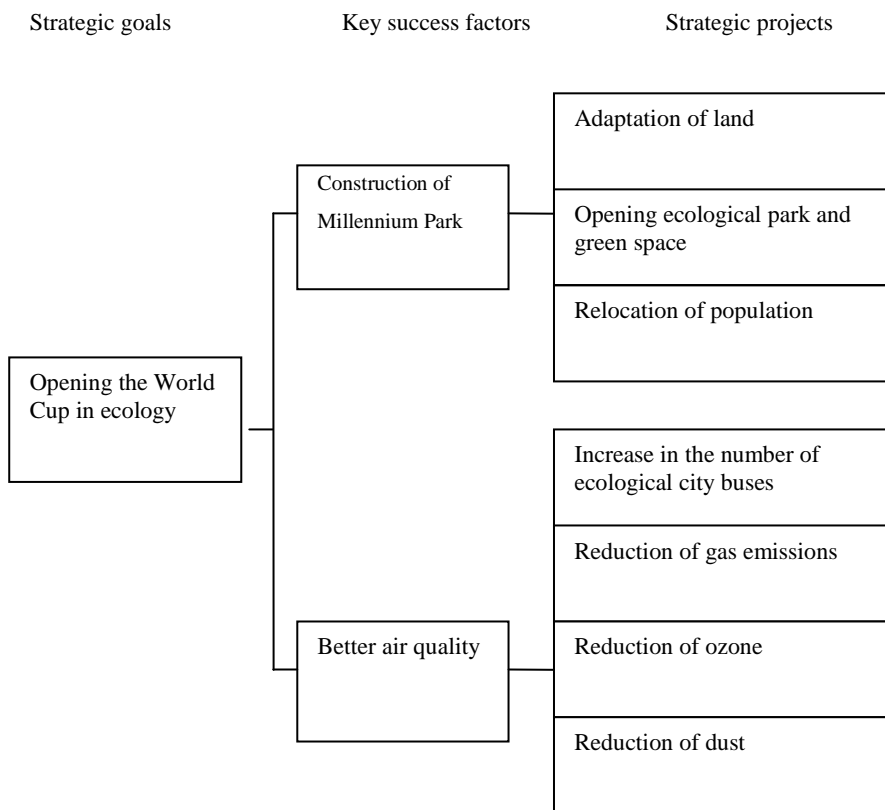 Strategic goals
Key success factors
Strategic projects
Opening the World
Cup in ecology
Construction of
Millennium Park
Adaptation of land
Opening ecological park and
green space
Relocation of population
Better air quality
Increase in the number of
ecological city buses
Reduction of gas emissions
Reduction of ozone
Reduction of dust